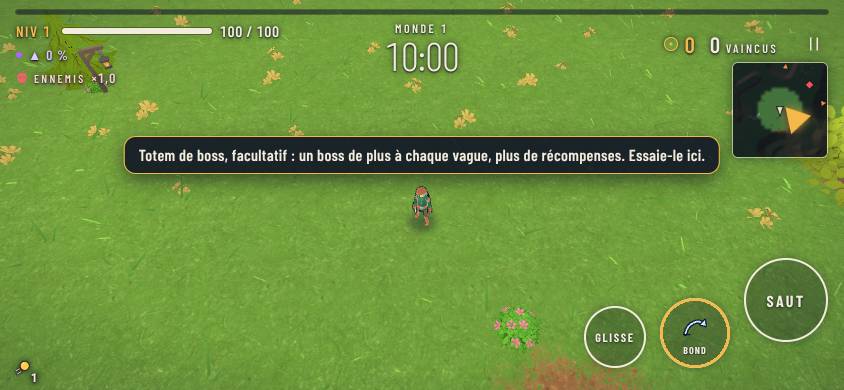 NIV 1 100 / 100
▲ 0 %
ENNEMIS ×1,0
MONDE 1
10:00
0 0 VAINCUS
Totem de boss, facultatif : un boss de plus à chaque vague, plus de récompenses. Essaie-le ici.
SAUT
GLISSE
BOND
1